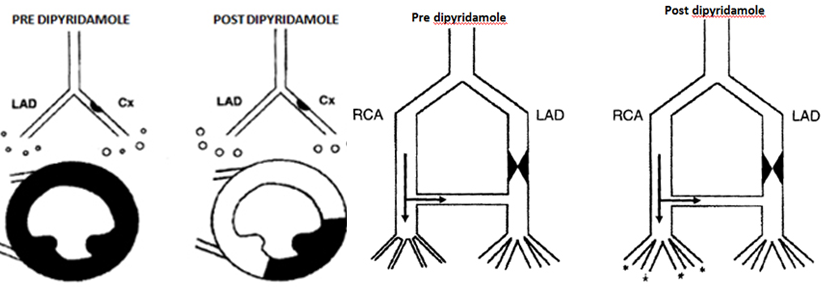 PRE DIPYRIDAMOLE
LAD
Cx
POST DIPYRIDAMOLE
LAD
Cx
Pre dipyridamole
RCA
LAD
Post dipyridamole
RCA
LAD